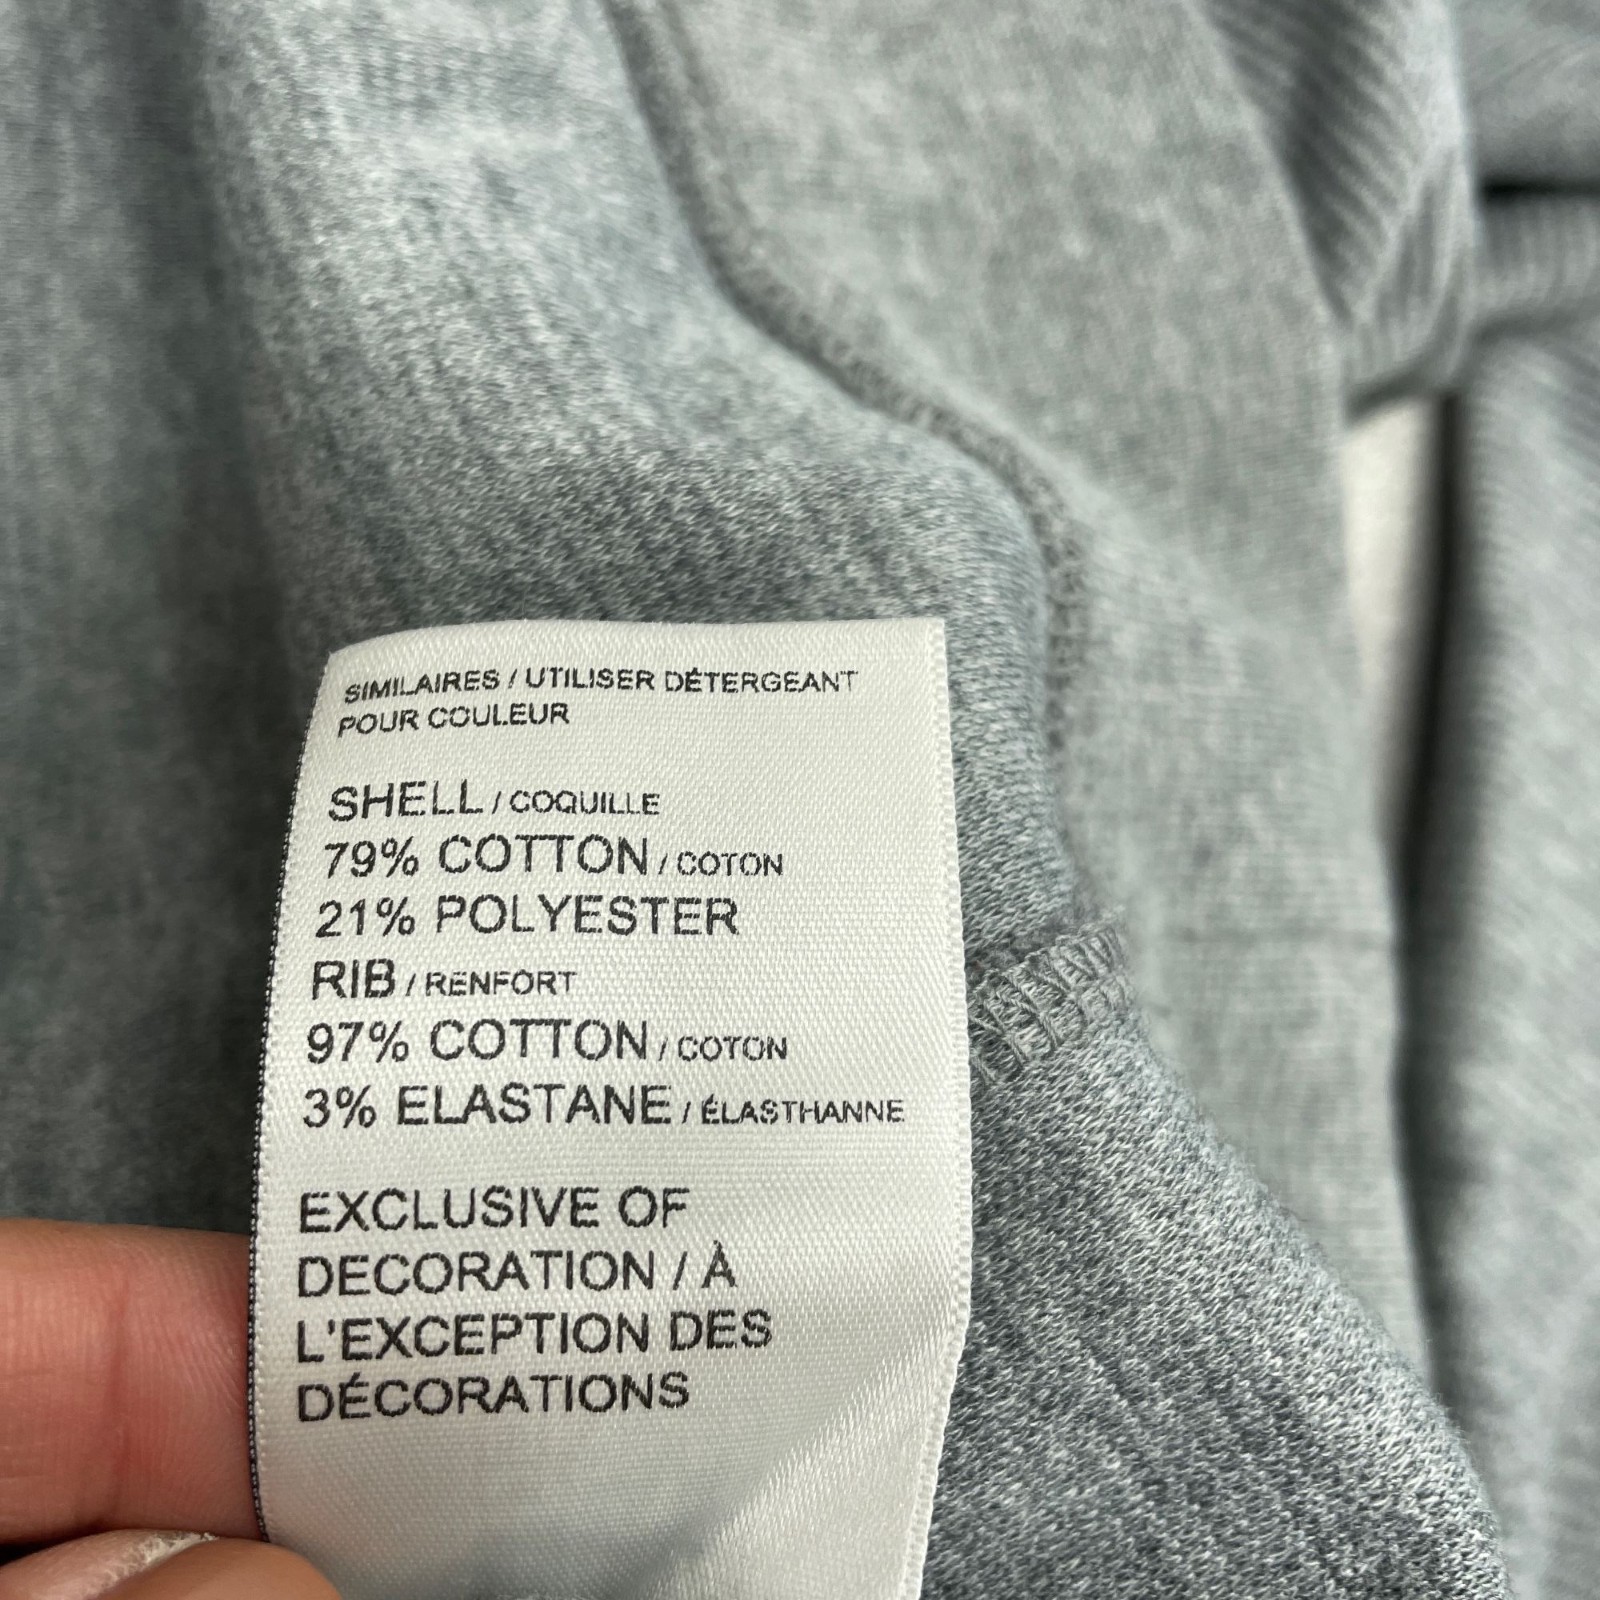 SIMILAIRES / UTILISER DÉTERGEANT
POUR COULEUR
SHELL / COQUILLE
79% COTTON / COTON
21% POLYESTER
RIB / RENFORT
97% COTTON / COTON
3% ELASTANE / ÉLASTHANNE
EXCLUSIVE OF
DECORATION / À
L'EXCEPTION DES
DÉCORATIONS